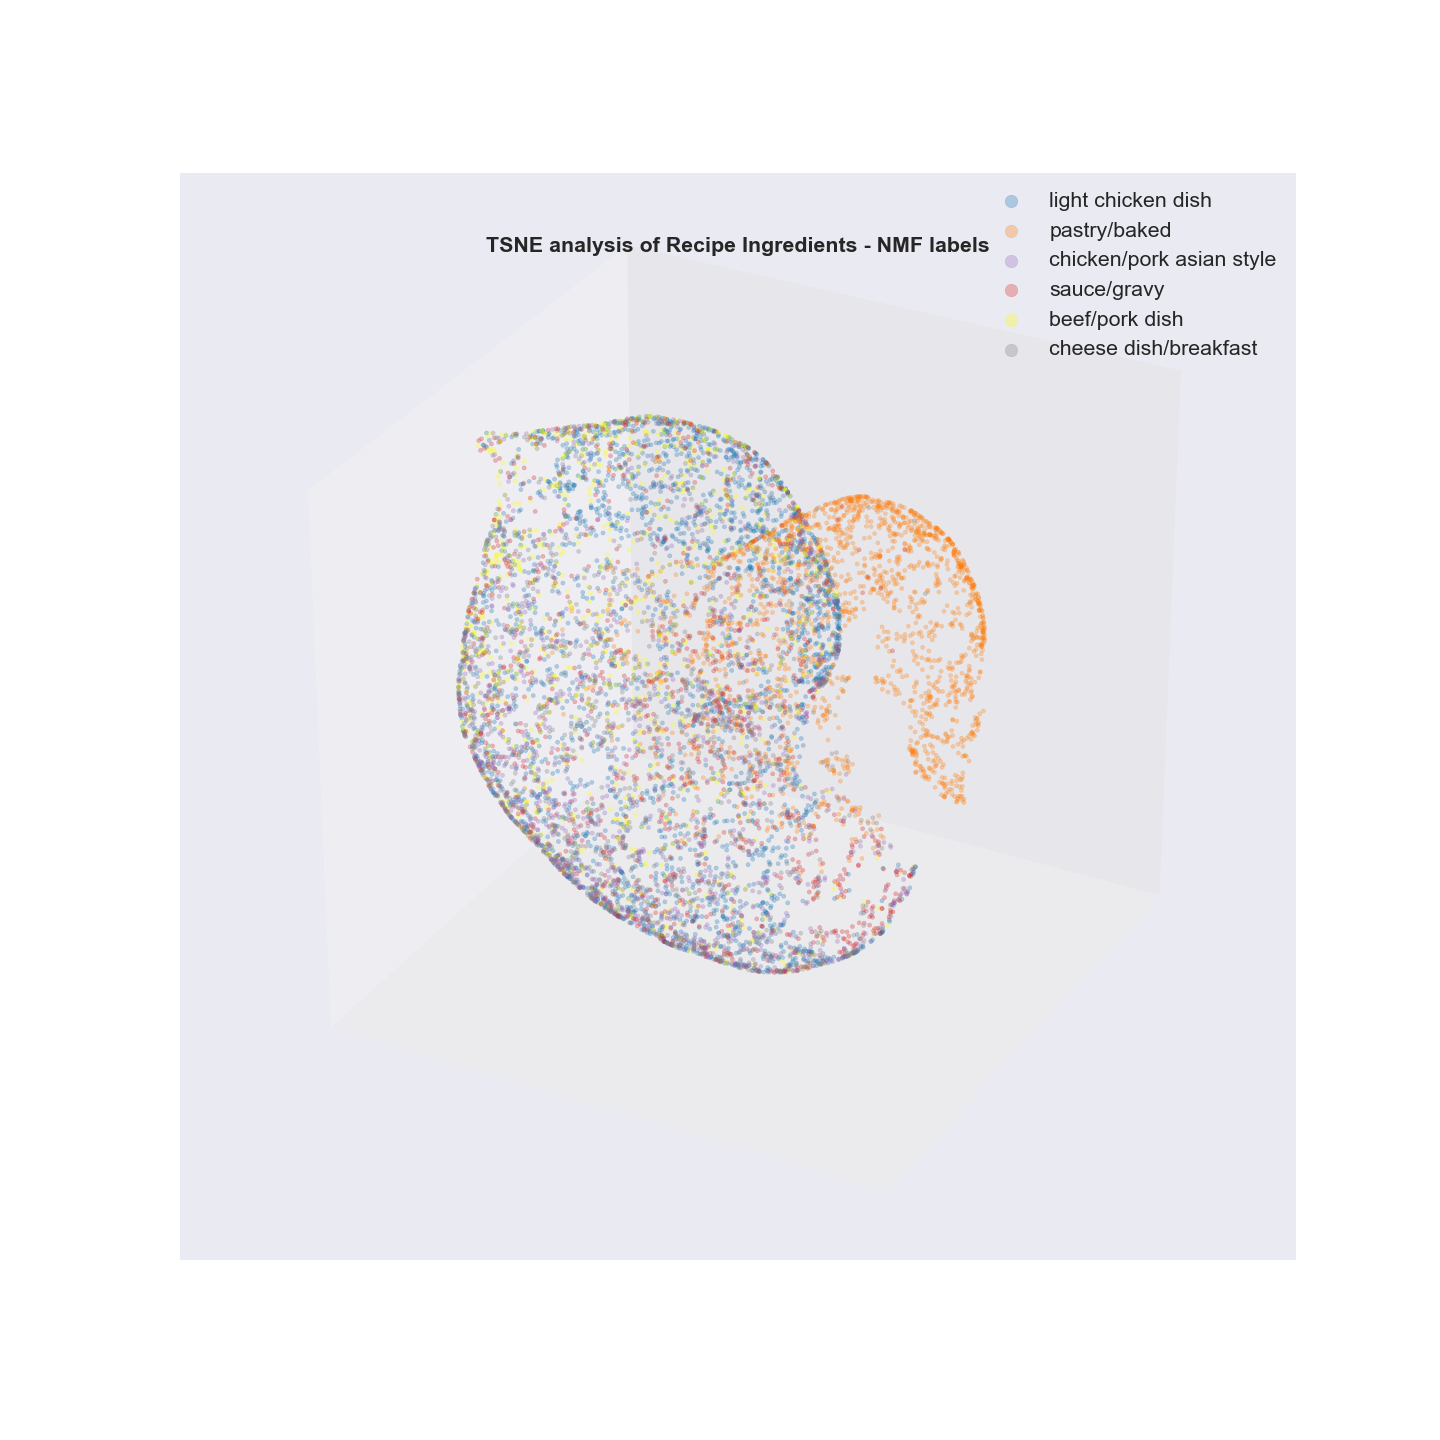 TSNE analysis of Recipe Ingredients - NMF labels
light chicken dish
pastry/baked
chicken/pork asian style
sauce/gravy
beef/pork dish
cheese dish/breakfast